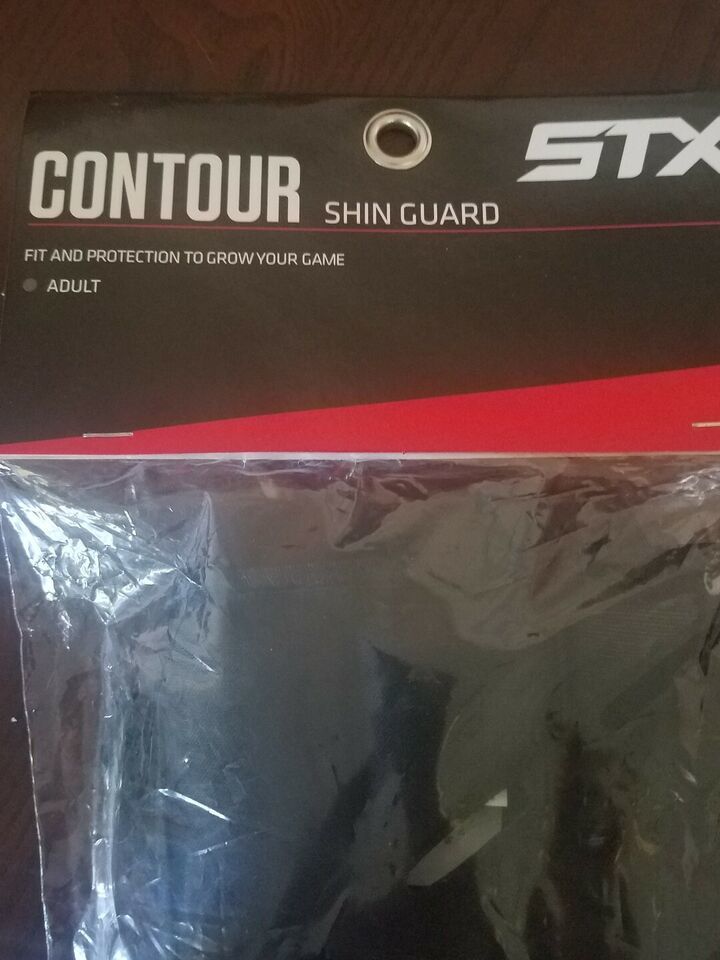 STX
CONTOUR SHIN GUARD
FIT AND PROTECTION TO GROW YOUR GAME
ADULT